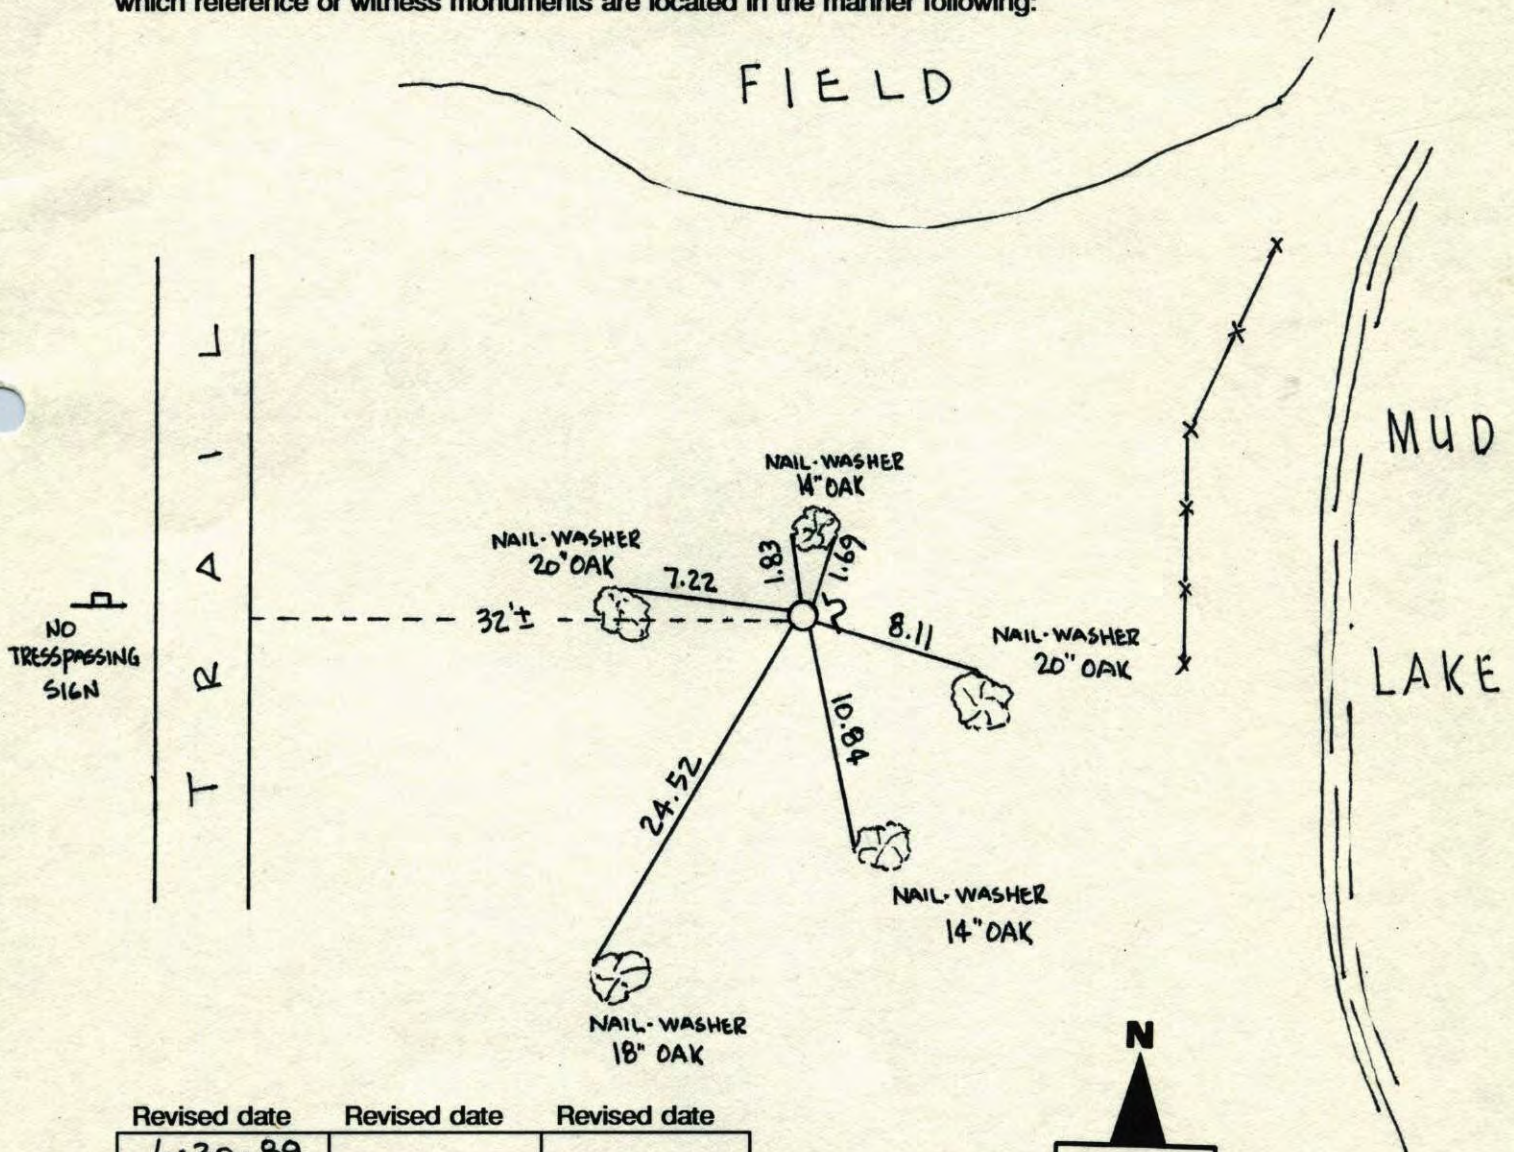 which reference or witness monuments are located in the manner following:
FIELD
TRAIL
NAIL-WASHER
14" OAK
NAIL-WASHER
20" OAK
7.22
1.83
1.69
32'±
8.11
NAIL-WASHER
20" OAK
MUD
LAKE
NO
TRESSPASSING
SIGN
10.84
24.52
NAIL-WASHER
14" OAK
NAIL-WASHER
18" OAK
N
Revised date Revised date Revised date